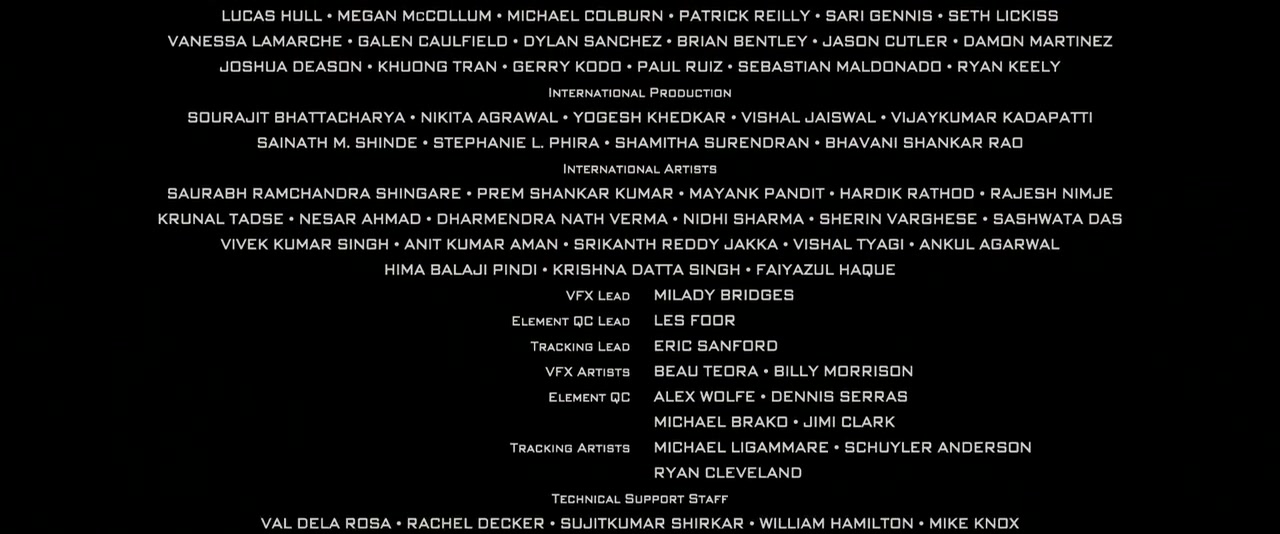 LUCAS HULL • MEGAN McCOLLUM • MICHAEL COLBURN • PATRICK REILLY • SARI GENNIS • SETH LICKISS
VANESSA LAMARCHE • GALEN CAULFIELD • DYLAN SANCHEZ • BRIAN BENTLEY • JASON CUTLER • DAMON MARTINEZ
JOSHUA DEASON • KHUONG TRAN • GERRY KODO • PAUL RUIZ • SEBASTIAN MALDONADO • RYAN KEELY
International Production
SOURAJIT BHATTACHARYA • NIKITA AGRAWAL • YOGESH KHEDKAR • VISHAL JAISWAL • VIJAYKUMAR KADAPATTI
SAINATH M. SHINDE • STEPHANIE L. PHIRA • SHAMITHA SURENDRAN • BHAVANI SHANKAR RAO
International Artists
SAURABH RAMCHANDRA SHINGARE • PREM SHANKAR KUMAR • MAYANK PANDIT • HARDIK RATHOD • RAJESH NIMJE
KRUNAL TADSE • NESAR AHMAD • DHARMENDRA NATH VERMA • NIDHI SHARMA • SHERIN VARGHESE • SASHWATA DAS
VIVEK KUMAR SINGH • ANIT KUMAR AMAN • SRIKANTH REDDY JAKKA • VISHAL TYAGI • ANKUL AGARWAL
HIMA BALAJI PINDI • KRISHNA DATTA SINGH • FAIYAZUL HAQUE
VFX Lead MILADY BRIDGES
Element QC Lead LES FOOR
Tracking Lead ERIC SANFORD
VFX Artists BEAU TEORA • BILLY MORRISON
Element QC ALEX WOLFE • DENNIS SERRAS
MICHAEL BRAKO • JIMI CLARK
Tracking Artists MICHAEL LIGAMMARE • SCHUYLER ANDERSON
RYAN CLEVELAND
Technical Support Staff
VAL DELA ROSA • RACHEL DECKER • SUJITKUMAR SHIRKAR • WILLIAM HAMILTON • MIKE KNOX